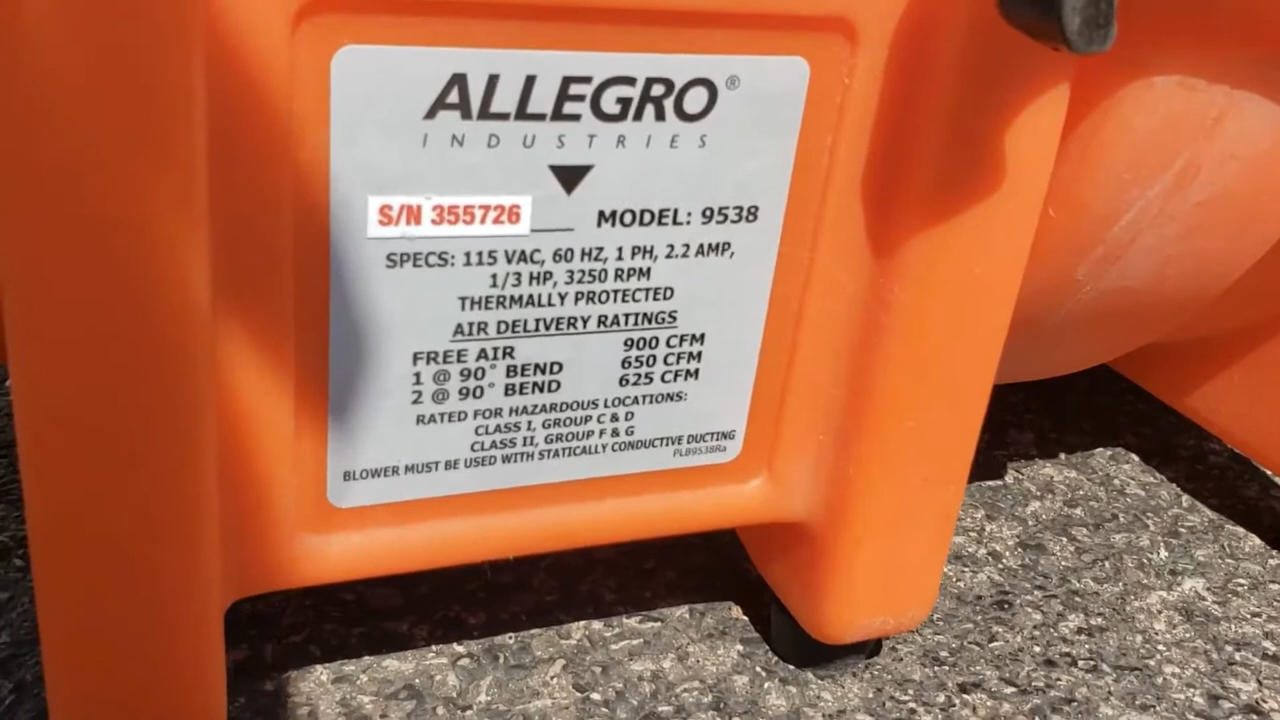 ALLEGRO®
INDUSTRIES
S/N 355726 MODEL: 9538
SPECS: 115 VAC, 60 HZ, 1 PH, 2.2 AMP,
1/3 HP, 3250 RPM
THERMALLY PROTECTED
AIR DELIVERY RATINGS
FREE AIR 900 CFM
1 @ 90° BEND 650 CFM
2 @ 90° BEND 625 CFM
RATED FOR HAZARDOUS LOCATIONS:
CLASS I, GROUP C & D
CLASS II, GROUP F & G
BLOWER MUST BE USED WITH STATICALLY CONDUCTIVE DUCTING
PLB9538Ra